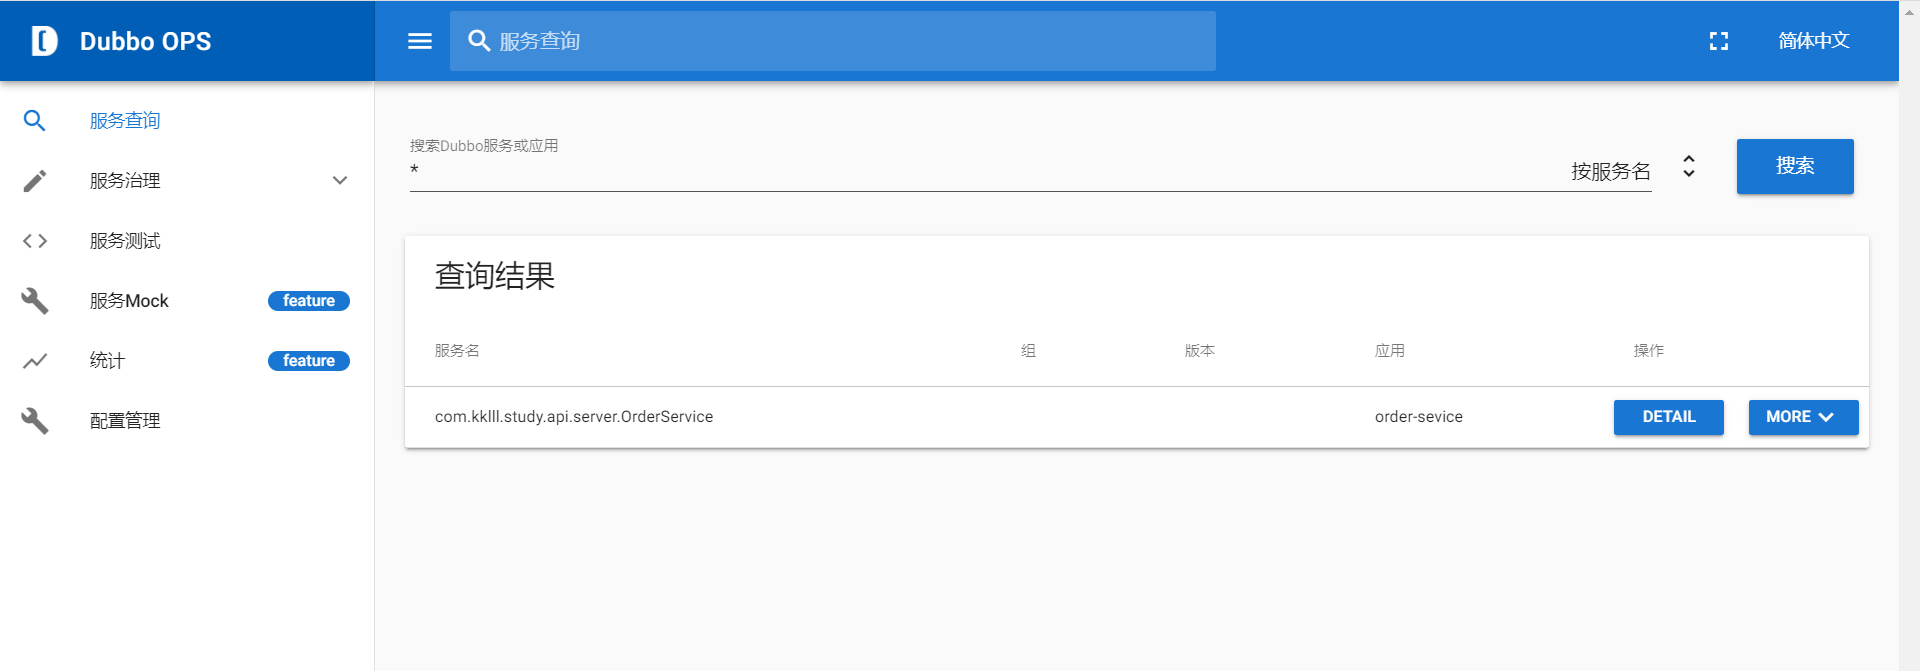 Dubbo OPS
服务查询
简体中文
服务查询
服务治理
服务测试
服务Mock
feature
统计
feature
配置管理
搜索Dubbo服务或应用
*
按服务名
搜索
查询结果
服务名 组 版本 应用 操作
com.kklll.study.api.server.OrderService order-sevice DETAIL MORE